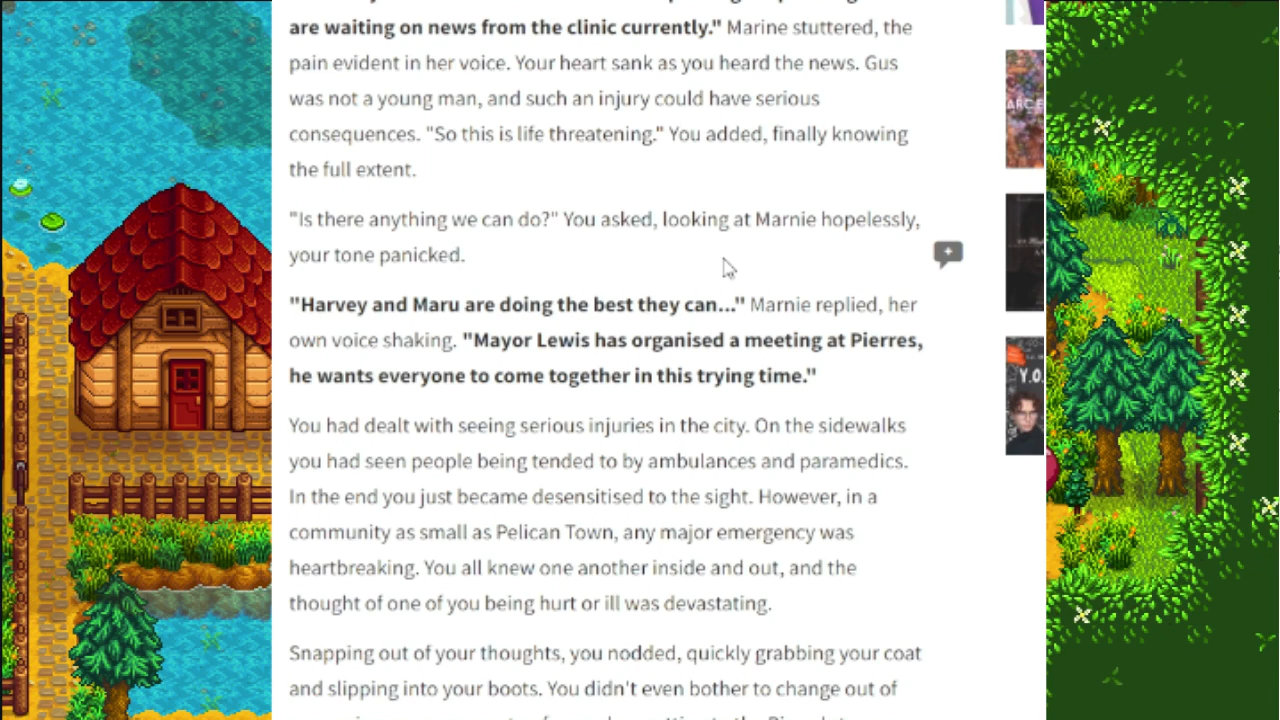 are waiting on news from the clinic currently." Marine stuttered, the
pain evident in her voice. Your heart sank as you heard the news. Gus
was not a young man, and such an injury could have serious
consequences. "So this is life threatening." You added, finally knowing
the full extent.
"Is there anything we can do?" You asked, looking at Marnie hopelessly,
your tone panicked.
"Harvey and Maru are doing the best they can..." Marnie replied, her
own voice shaking. "Mayor Lewis has organised a meeting at Pierres,
he wants everyone to come together in this trying time."
You had dealt with seeing serious injuries in the city. On the sidewalks
you had seen people being tended to by ambulances and paramedics.
In the end you just became desensitised to the sight. However, in a
community as small as Pelican Town, any major emergency was
heartbreaking. You all knew one another inside and out, and the
thought of one of you being hurt or ill was devastating.
Snapping out of your thoughts, you nodded, quickly grabbing your coat
and slipping into your boots. You didn't even bother to change out of
Y.O.